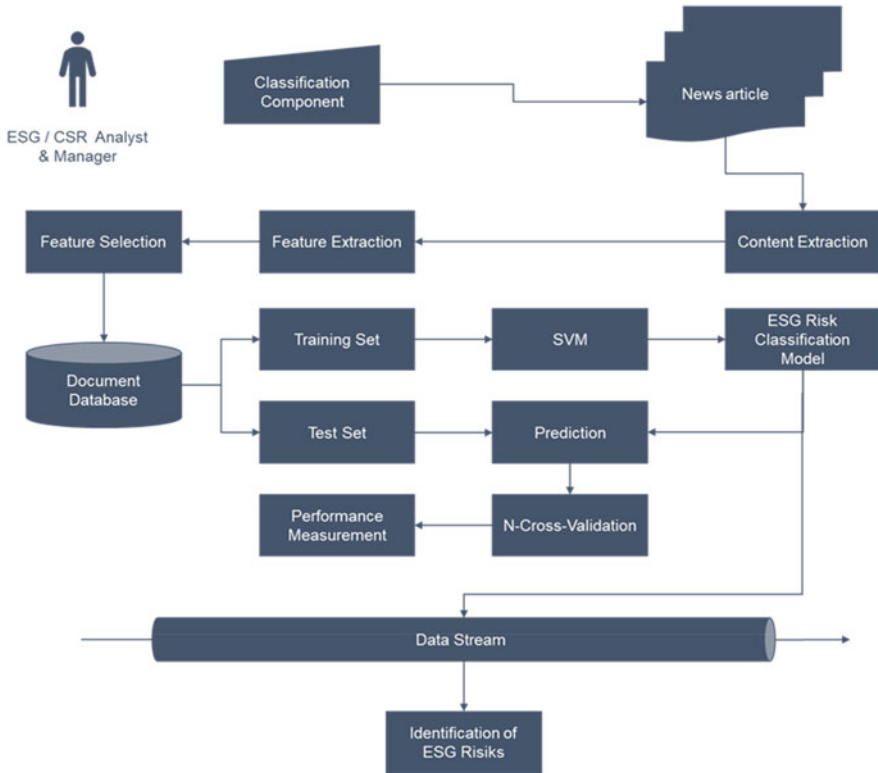 ESG / CSR Analyst
& Manager
Classification
Component
News article
Feature Selection
Feature Extraction
Content Extraction
Document
Database
Training Set
SVM
ESG Risk
Classification
Model
Test Set
Prediction
Performance
Measurement
N-Cross-Validation
Data Stream
Identification of
ESG Risiks